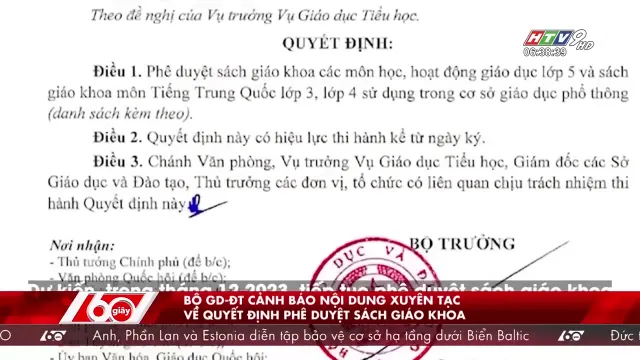 Theo đề nghị của Vụ trưởng Vụ Giáo dục Tiểu học.
HTV9 HD
06:38:39
QUYẾT ĐỊNH:
Điều 1. Phê duyệt sách giáo khoa các môn học, hoạt động giáo dục lớp 5 và sách
giáo khoa môn Tiếng Trung Quốc lớp 3, lớp 4 sử dụng trong cơ sở giáo dục phổ thông
(danh sách kèm theo).
Điều 2. Quyết định này có hiệu lực thi hành kể từ ngày ký.
Điều 3. Chánh Văn phòng, Vụ trưởng Vụ Giáo dục Tiểu học, Giám đốc các Sở
Giáo dục và Đào tạo, Thủ trưởng các đơn vị, tổ chức có liên quan chịu trách nhiệm thi
hành Quyết định này.
Nơi nhận:
BỘ TRƯỞNG
- Thủ tướng Chính phủ (để b/c);
- Văn phòng Quốc hội (để b/c);
DỤC VÀ
Dự kiến, trong tháng 12.2023, phê duyệt sách giáo khoa
60 giây
BỘ GD-ĐT CẢNH BÁO NỘI DUNG XUYÊN TẠC
VỀ QUYẾT ĐỊNH PHÊ DUYỆT SÁCH GIÁO KHOA
Anh, Phần Lan và Estonia diễn tập bảo vệ cơ sở hạ tầng dưới Biển Baltic
Đức
- Ủy ban Văn hóa, Giáo dục Quốc hội;